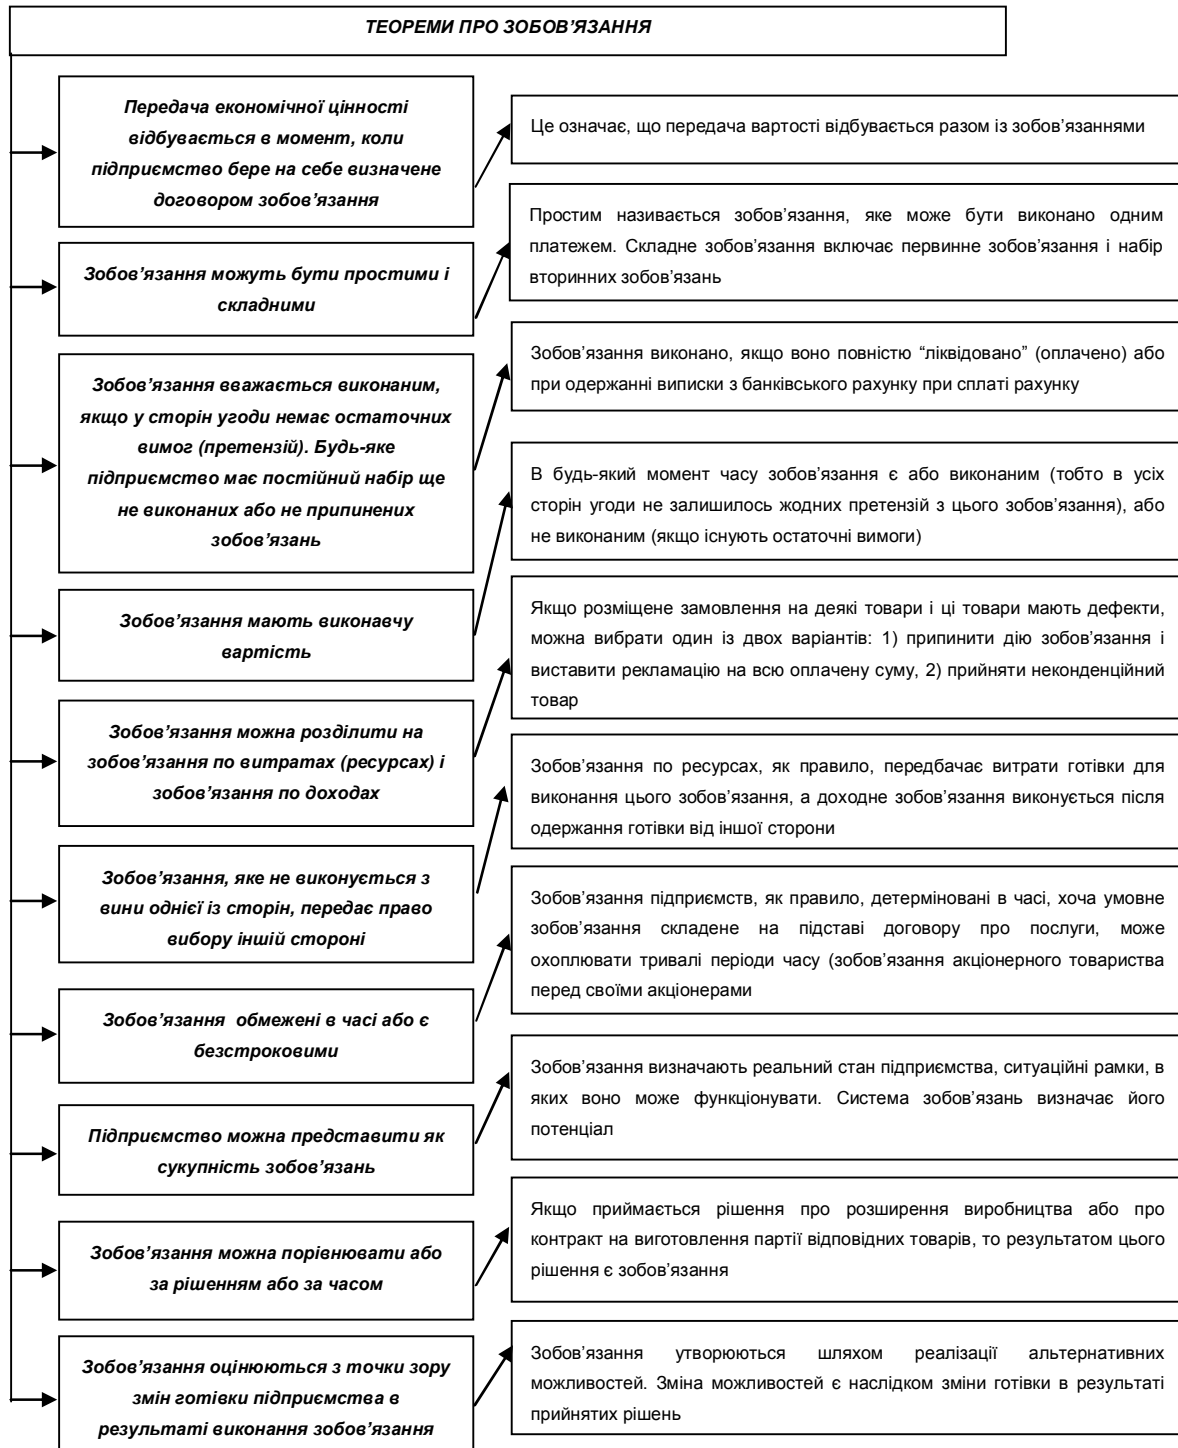 ТЕОРЕМИ ПРО ЗОБОВ’ЯЗАННЯ
Передача економічної цінності
відбувається в момент, коли
підприємство бере на себе визначене
договором зобов’язання
Це означає, що передача вартості відбувається разом із зобов’язаннями
Зобов’язання можуть бути простими і
складними
Простим називається зобов’язання, яке може бути виконано одним
платежем. Складне зобов’язання включає первинне зобов’язання і набір
вторинних зобов’язань
Зобов’язання вважається виконаним,
якщо у сторін угоди немає остаточних
вимог (претензій). Будь-яке
підприємство має постійний набір ще
не виконаних або не припинених
зобов’язань
Зобов’язання виконано, якщо воно повністю “ліквідовано” (оплачено) або
при одержанні виписки з банківського рахунку при сплаті рахунку
Зобов’язання мають виконавчу
вартість
В будь-який момент часу зобов’язання є або виконаним (тобто в усіх
сторін угоди не залишилось жодних претензій з цього зобов’язання), або
не виконаним (якщо існують остаточні вимоги)
Зобов’язання можна розділити на
зобов’язання по витратах (ресурсах) і
зобов’язання по доходах
Якщо розміщене замовлення на деякі товари і ці товари мають дефекти,
можна вибрати один із двох варіантів: 1) припинити дію зобов’язання і
виставити рекламацію на всю оплачену суму, 2) прийняти неконденційний
товар
Зобов’язання, яке не виконується з
вини однієї із сторін, передає право
вибору іншій стороні
Зобов’язання по ресурсах, як правило, передбачає витрати готівки для
виконання цього зобов’язання, а доходне зобов’язання виконується після
одержання готівки від іншої сторони
Зобов’язання обмежені в часі або є
безстроковими
Зобов’язання підприємств, як правило, детерміновані в часі, хоча умовне
зобов’язання складене на підставі договору про послуги, може
охоплювати тривалі періоди часу (зобов’язання акціонерного товариства
перед своїми акціонерами
Підприємство можна представити як
сукупність зобов’язань
Зобов’язання визначають реальний стан підприємства, ситуаційні рамки, в
яких воно може функціонувати. Система зобов’язань визначає його
потенціал
Зобов’язання можна порівнювати або
за рішенням або за часом
Якщо приймається рішення про розширення виробництва або про
контракт на виготовлення партії відповідних товарів, то результатом цього
рішення є зобов’язання
Зобов’язання оцінюються з точки зору
змін готівки підприємства в
результаті виконання зобов’язання
Зобов’язання утворюються шляхом реалізації альтернативних
можливостей. Зміна можливостей є наслідком зміни готівки в результаті
прийнятих рішень